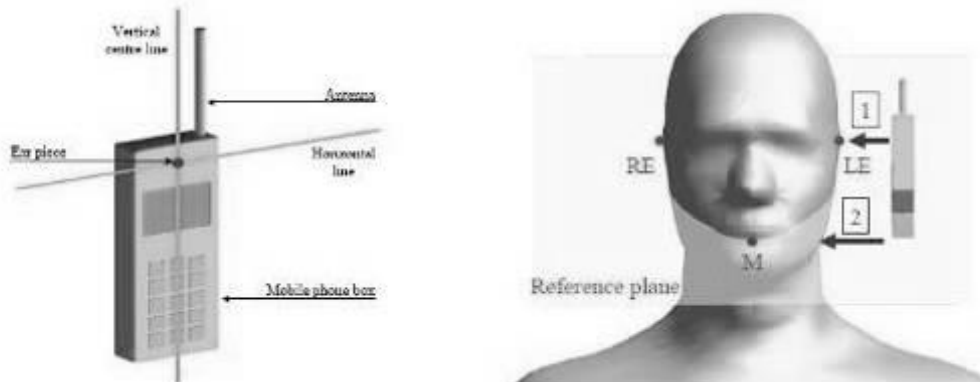 Vertical
centre line
Antenna
Ear piece
Horizontal
line
Mobile phone box
1
RE
LE
2
M
Reference plane